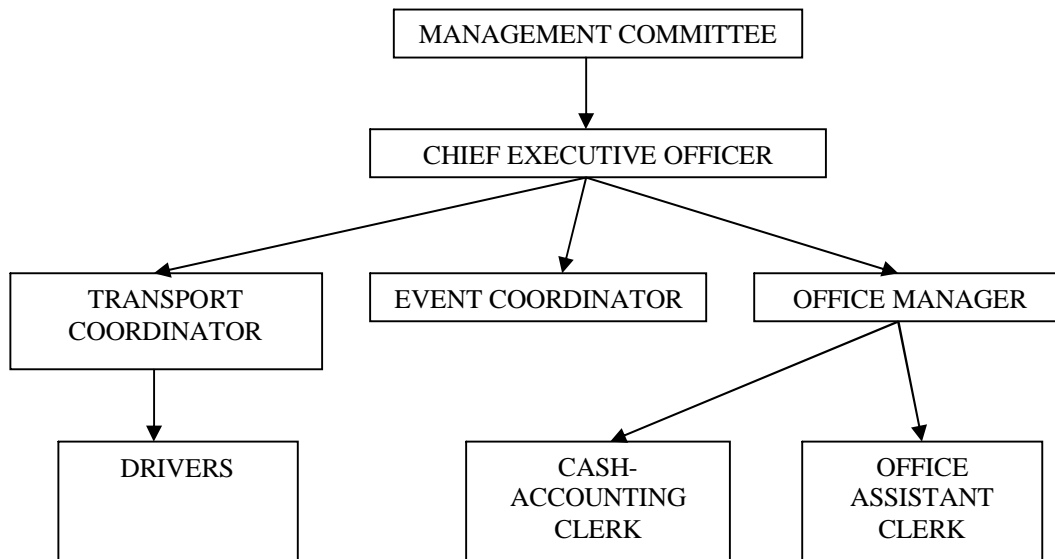 MANAGEMENT COMMITTEE
CHIEF EXECUTIVE OFFICER
TRANSPORT
COORDINATOR
EVENT COORDINATOR
OFFICE MANAGER
DRIVERS
CASH-
ACCOUNTING
CLERK
OFFICE
ASSISTANT
CLERK